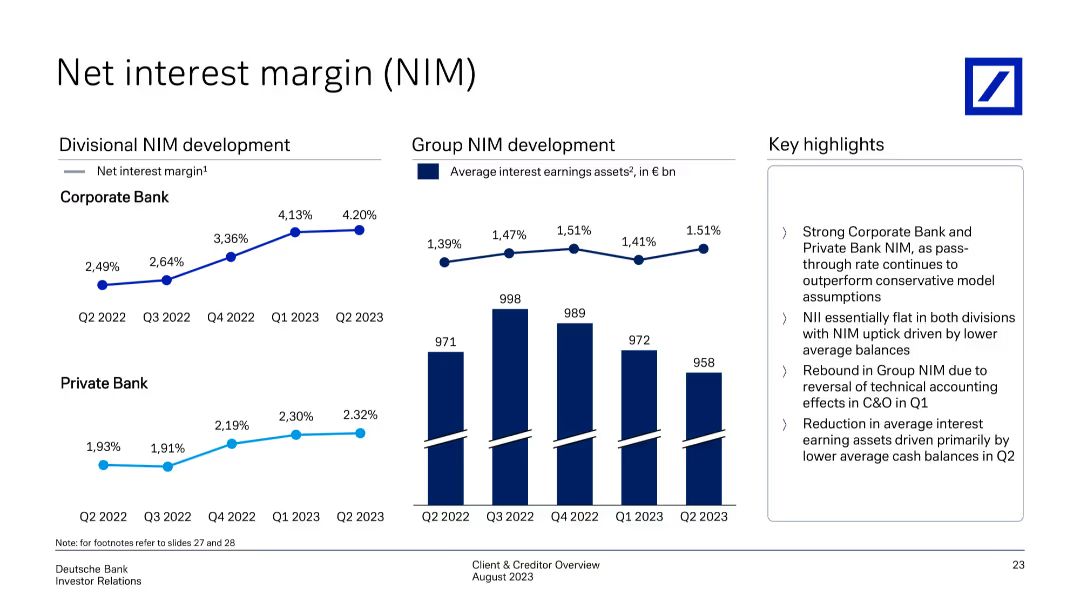 Net interest margin (NIM)
Divisional NIM development
Net interest margin¹
Corporate Bank
2,49%
2,64%
3,36%
4,13%
4.20%
Q2 2022
Q3 2022
Q4 2022
Q1 2023
Q2 2023
Private Bank
1,93%
1,91%
2,19%
2,30%
2.32%
Q2 2022
Q3 2022
Q4 2022
Q1 2023
Q2 2023
Group NIM development
Average interest earnings assets², in € bn
1,39%
1,47%
1,51%
1,41%
1.51%
971
998
989
972
958
Q2 2022
Q3 2022
Q4 2022
Q1 2023
Q2 2023
Key highlights
〉 Strong Corporate Bank and
Private Bank NIM, as pass-
through rate continues to
outperform conservative model
assumptions
〉 NII essentially flat in both divisions
with NIM uptick driven by lower
average balances
〉 Rebound in Group NIM due to
reversal of technical accounting
effects in C&O in Q1
〉 Reduction in average interest
earning assets driven primarily by
lower average cash balances in Q2
Note: for footnotes refer to slides 27 and 28
Deutsche Bank
Investor Relations
Client & Creditor Overview
August 2023
23